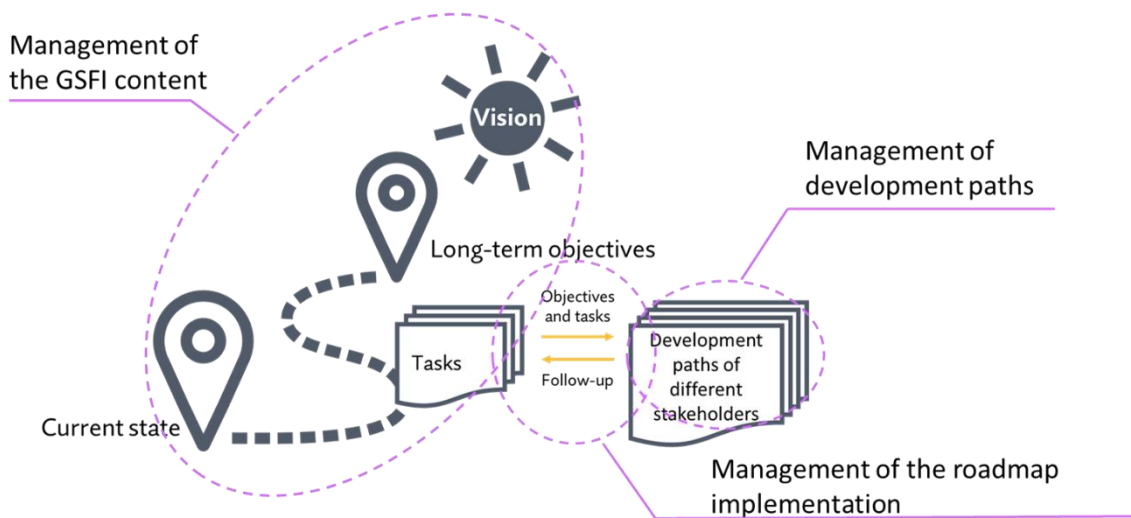 Management of
the GSFI content
Vision
Management of
development paths
Long-term objectives
Objectives
and tasks
Tasks
Follow-up
Development
paths of
different
stakeholders
Current state
Management of the roadmap
implementation